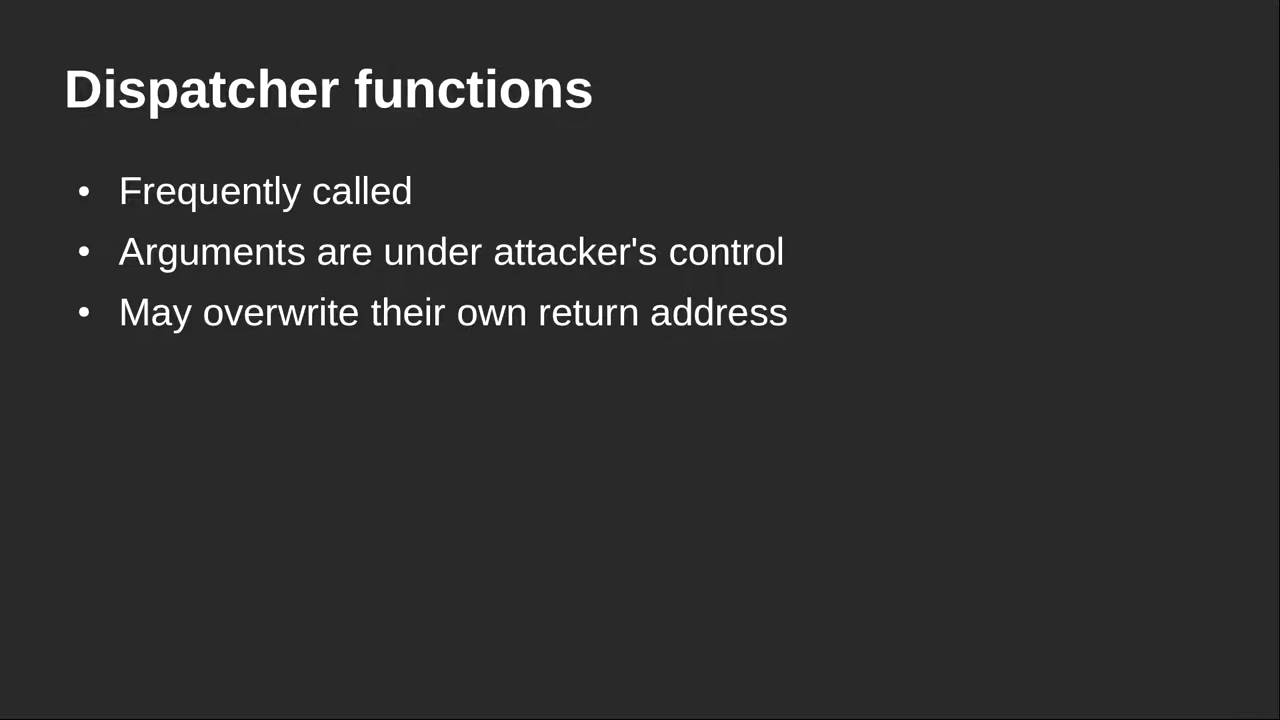 Dispatcher functions
• Frequently called
• Arguments are under attacker's control
• May overwrite their own return address